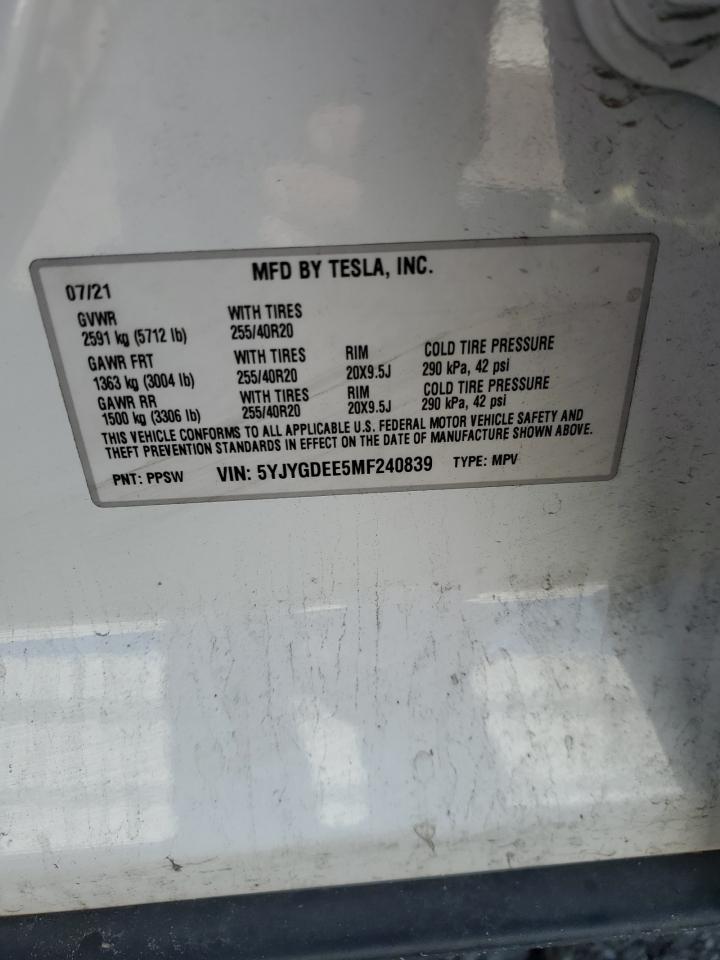 MFD BY TESLA, INC.
07/21
GVWR WITH TIRES
2591 kg (5712 lb) 255/40R20
GAWR FRT WITH TIRES RIM COLD TIRE PRESSURE
1363 kg (3004 lb) 255/40R20 20X9.5J 290 kPa, 42 psi
GAWR RR WITH TIRES RIM COLD TIRE PRESSURE
1500 kg (3306 lb) 255/40R20 20X9.5J 290 kPa, 42 psi
THIS VEHICLE CONFORMS TO ALL APPLICABLE U.S. FEDERAL MOTOR VEHICLE SAFETY AND
THEFT PREVENTION STANDARDS IN EFFECT ON THE DATE OF MANUFACTURE SHOWN ABOVE.
PNT: PPSW VIN: 5YJYGDEE5MF240839 TYPE: MPV